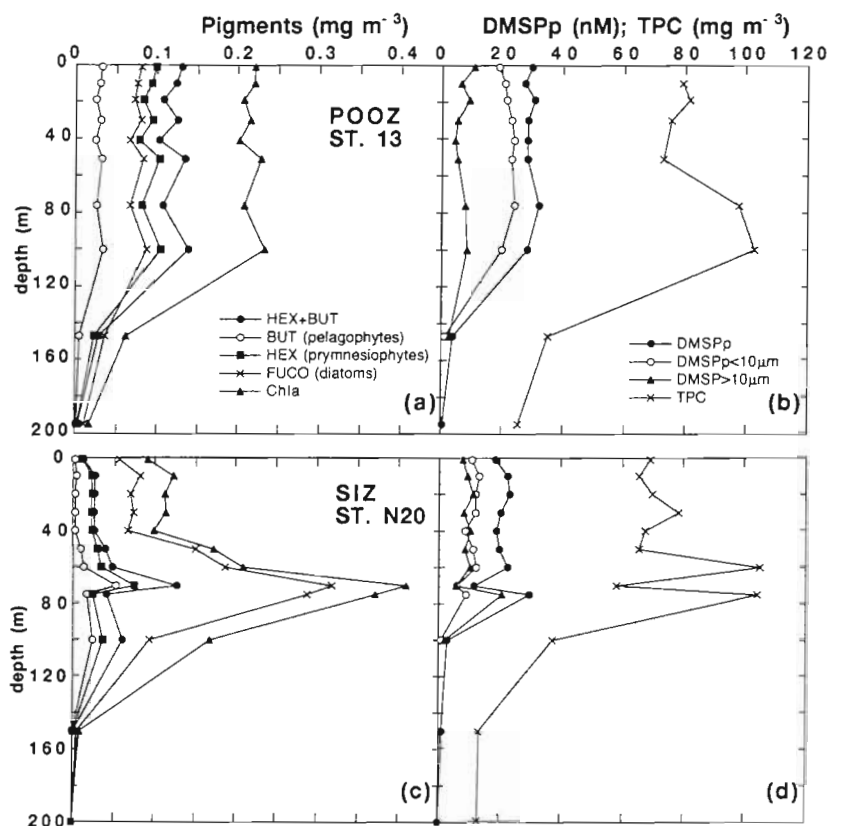 Pigments (mg m-3)
DMSPp (nM); TPC (mg m-3)
0 0.1 0.2 0.3 0.4
0 20 40 60 80 100 120
0
40
80
120
160
200
depth (m)
POOZ
ST. 13
HEX+BUT
BUT (pelagophytes)
HEX (prymnesiophytes)
FUCO (diatoms)
Chla
(a)
DMSPp
DMSPp<10µm
DMSP>10µm
TPC
(b)
0
40
80
120
160
200
depth (m)
SIZ
ST. N20
(c)
(d)